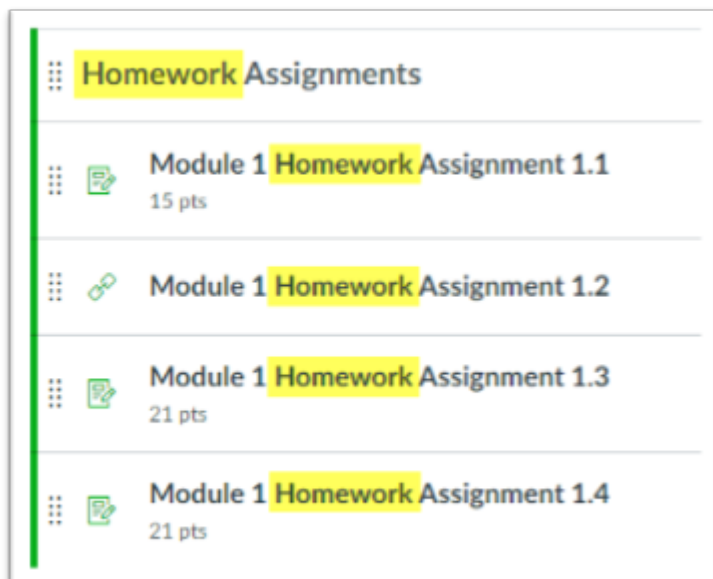 Homework Assignments
Module 1 Homework Assignment 1.1
15 pts
Module 1 Homework Assignment 1.2
Module 1 Homework Assignment 1.3
21 pts
Module 1 Homework Assignment 1.4
21 pts